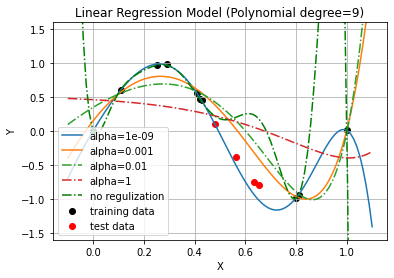 Linear Regression Model (Polynomial degree=9)
1.5
1.0
0.5
0.0
−0.5
−1.0
−1.5
Y
alpha=1e-09
alpha=0.001
alpha=0.01
alpha=1
no regulization
training data
test data
0.0 0.2 0.4 0.6 0.8 1.0
X